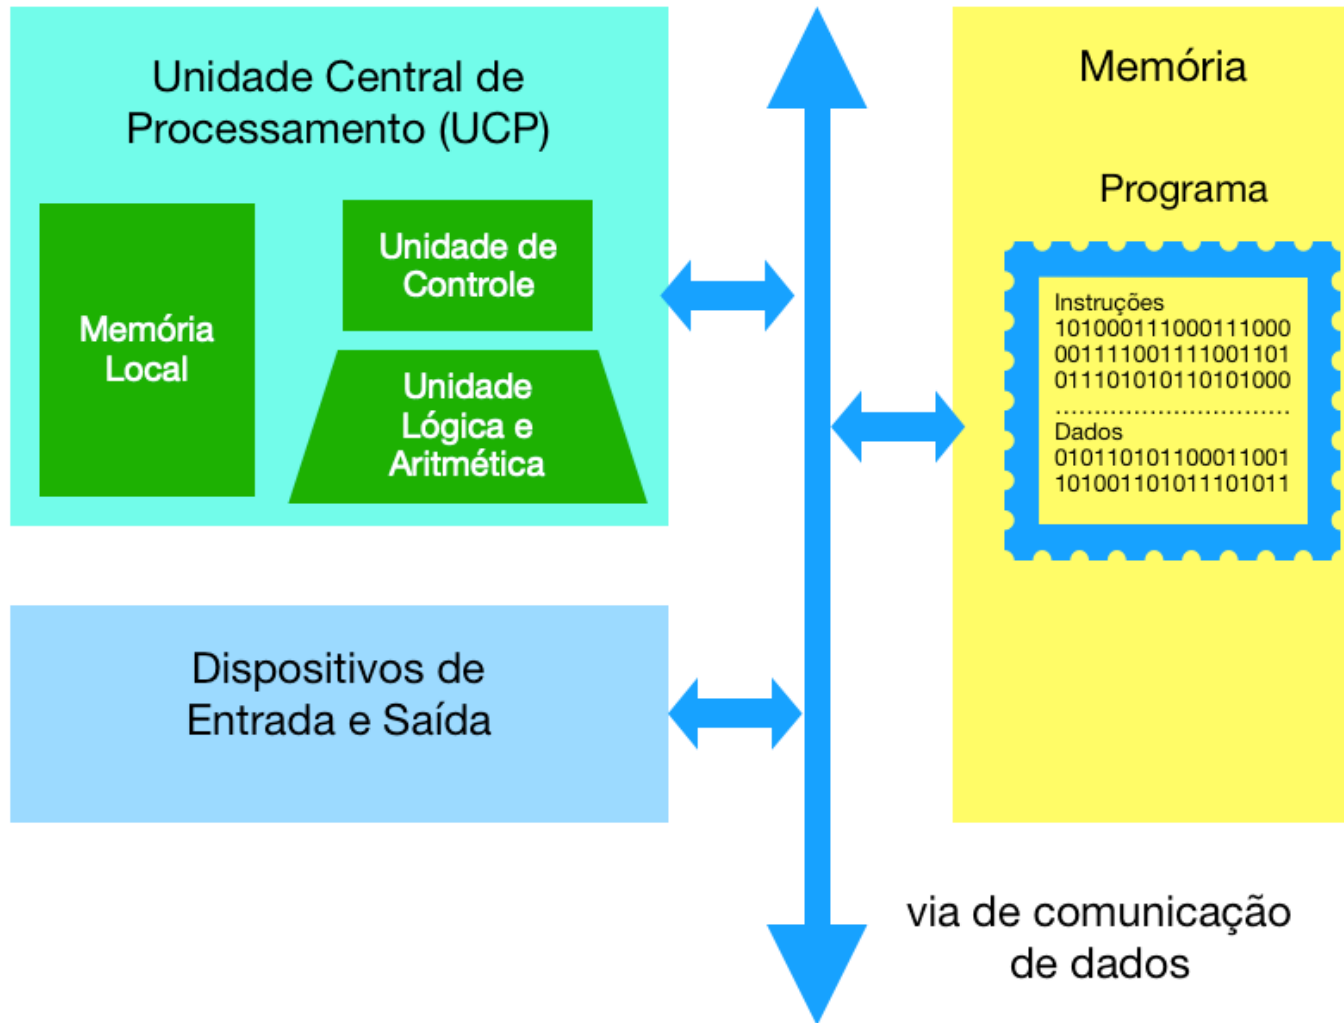 Unidade Central de
Processamento (UCP)
Memória
Local
Unidade de
Controle
Unidade
Lógica e
Aritmética
Dispositivos de
Entrada e Saída
Memória
Programa
Instruções
101000111000111000
001111001111001101
011101010110101000
..............................
Dados
010110101100011001
101001101011101011
via de comunicação
de dados